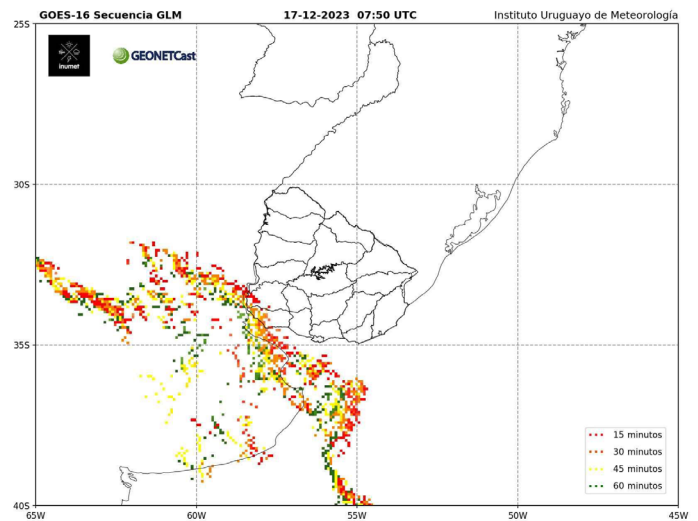 GOES-16 Secuencia GLM 17-12-2023 07:50 UTC Instituto Uruguayo de Meteorología
25S
inumet
GEONETCast
30S
35S
15 minutos
30 minutos
45 minutos
60 minutos
40S
65W 60W 55W 50W 45W